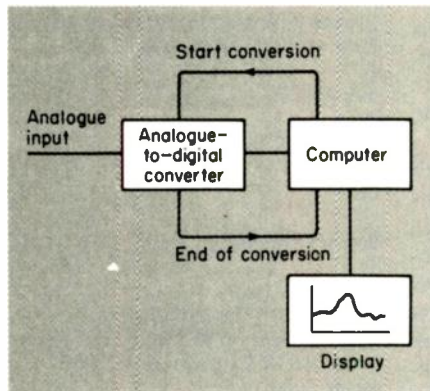 Start conversion
Analogue
input
Analogue-
to-digital
converter
Computer
End of conversion
Display